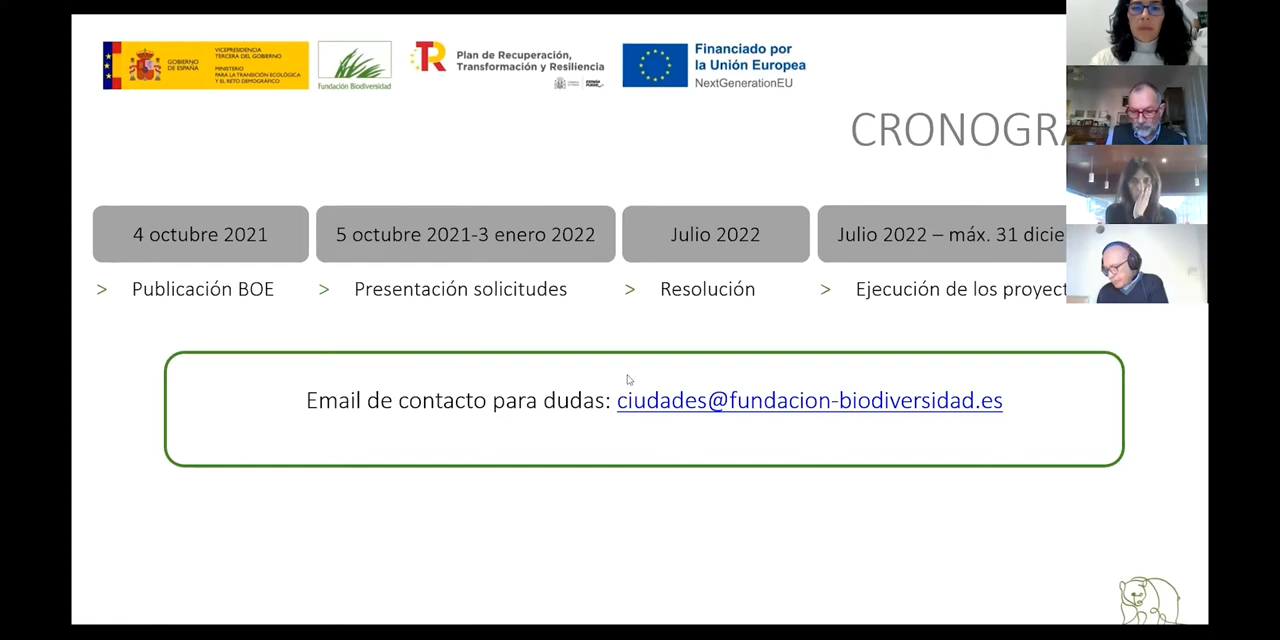 VICEPRESIDENCIA
TERCERA DEL GOBIERNO
GOBIERNO
DE ESPAÑA
MINISTERIO
PARA LA TRANSICIÓN ECOLÓGICA
Y EL RETO DEMOGRÁFICO
Fundación Biodiversidad
Plan de Recuperación,
Transformación y Resiliencia
Financiado por
la Unión Europea
NextGenerationEU
CRONOGRA
4 octubre 2021
5 octubre 2021-3 enero 2022
Julio 2022
Julio 2022 – máx. 31 dicie
> Publicación BOE
> Presentación solicitudes
> Resolución
> Ejecución de los proyect
Email de contacto para dudas: ciudades@fundacion-biodiversidad.es